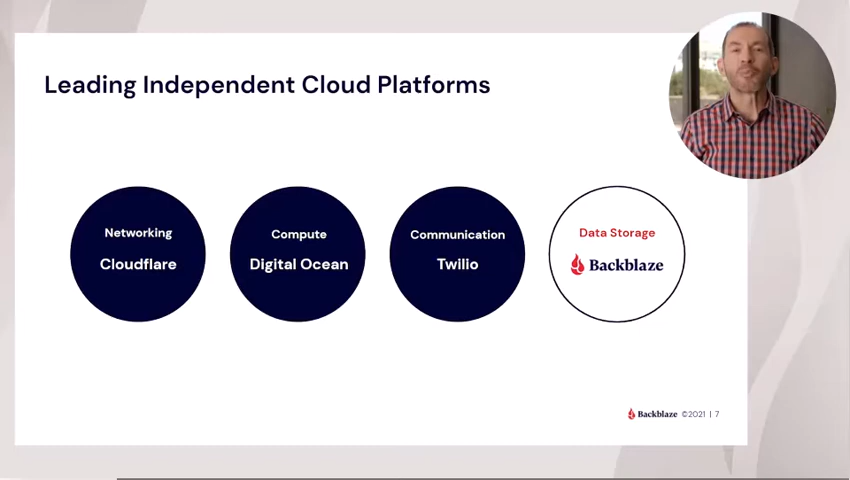 Leading Independent Cloud Platforms
Networking
Cloudflare
Compute
Digital Ocean
Communication
Twilio
Data Storage
Backblaze
Backblaze ©2021 | 7